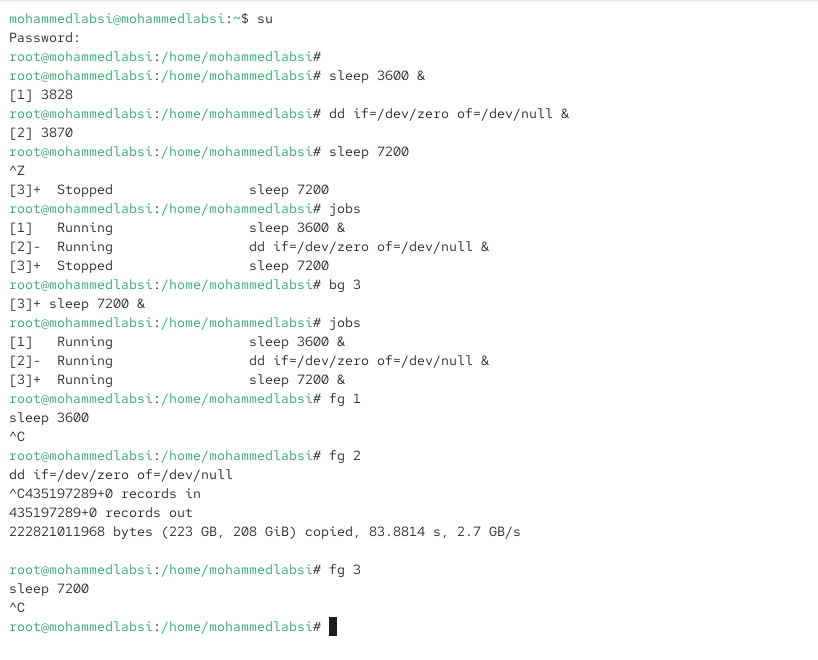 mohammedlabsi@mohammedlabsi:~$ su
Password:
root@mohammedlabsi:/home/mohammedlabsi#
root@mohammedlabsi:/home/mohammedlabsi# sleep 3600 &
[1] 3828
root@mohammedlabsi:/home/mohammedlabsi# dd if=/dev/zero of=/dev/null &
[2] 3870
root@mohammedlabsi:/home/mohammedlabsi# sleep 7200
^Z
[3]+  Stopped                 sleep 7200
root@mohammedlabsi:/home/mohammedlabsi# jobs
[1]   Running                 sleep 3600 &
[2]-  Running                 dd if=/dev/zero of=/dev/null &
[3]+  Stopped                 sleep 7200
root@mohammedlabsi:/home/mohammedlabsi# bg 3
[3]+ sleep 7200 &
root@mohammedlabsi:/home/mohammedlabsi# jobs
[1]   Running                 sleep 3600 &
[2]-  Running                 dd if=/dev/zero of=/dev/null &
[3]+  Running                 sleep 7200 &
root@mohammedlabsi:/home/mohammedlabsi# fg 1
sleep 3600
^C
root@mohammedlabsi:/home/mohammedlabsi# fg 2
dd if=/dev/zero of=/dev/null
^C435197289+0 records in
435197289+0 records out
222821011968 bytes (223 GB, 208 GiB) copied, 83.8814 s, 2.7 GB/s

root@mohammedlabsi:/home/mohammedlabsi# fg 3
sleep 7200
^C
root@mohammedlabsi:/home/mohammedlabsi#